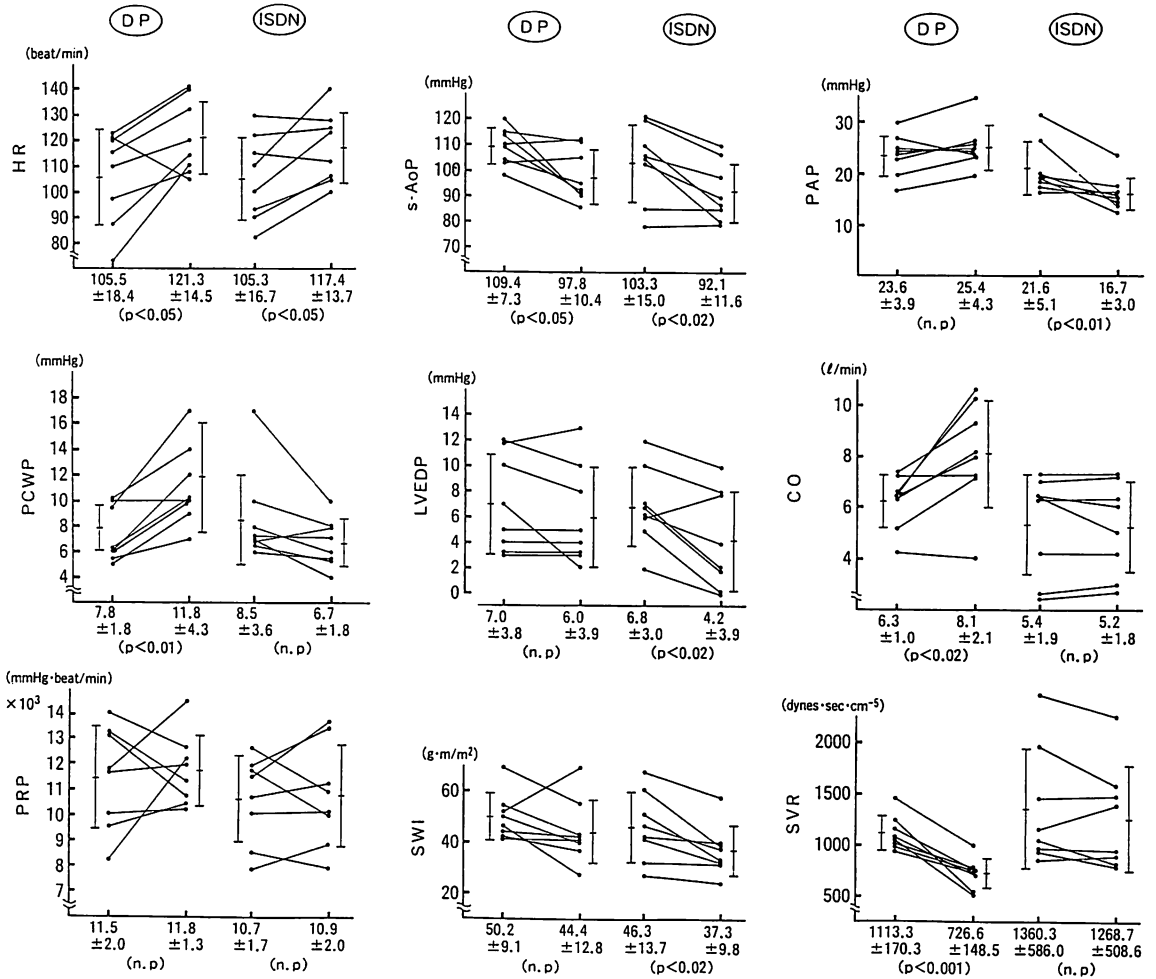 DP ISDN
(beat/min)
HR
140
130
120
110
100
90
80
105.5 121.3 105.3 117.4
±18.4 ±14.5 ±16.7 ±13.7
(p<0.05) (p<0.05)
DP ISDN
(mmHg)
s-AoP
120
110
100
90
80
70
109.4 97.8 103.3 92.1
±7.3 ±10.4 ±15.0 ±11.6
(p<0.05) (p<0.02)
DP ISDN
(mmHg)
PAP
30
20
10
23.6 25.4 21.6 16.7
±3.9 ±4.3 ±5.1 ±3.0
(n.p) (p<0.01)
(mmHg)
PCWP
18
16
14
12
10
8
6
4
7.8 11.8 8.5 6.7
±1.8 ±4.3 ±3.6 ±1.8
(p<0.01) (n.p)
(mmHg)
LVEDP
14
12
10
8
6
4
2
0
7.0 6.0 6.8 4.2
±3.8 ±3.9 ±3.0 ±3.9
(n.p) (p<0.02)
(ℓ/min)
CO
10
8
6
4
6.3 8.1 5.4 5.2
±1.0 ±2.1 ±1.9 ±1.8
(p<0.02) (n.p)
(mmHg·beat/min)
×10³
PRP
14
13
12
11
10
9
8
7
11.5 11.8 10.7 10.9
±2.0 ±1.3 ±1.7 ±2.0
(n.p) (n.p)
(g·m/m²)
SWI
60
40
20
50.2 44.4 46.3 37.3
±9.1 ±12.8 ±13.7 ±9.8
(n.p) (p<0.02)
(dynes·sec·cm⁻⁵)
SVR
2000
1500
1000
500
1113.3 726.6 1360.3 1268.7
±170.3 ±148.5 ±586.0 ±508.6
(p<0.001) (n.p)